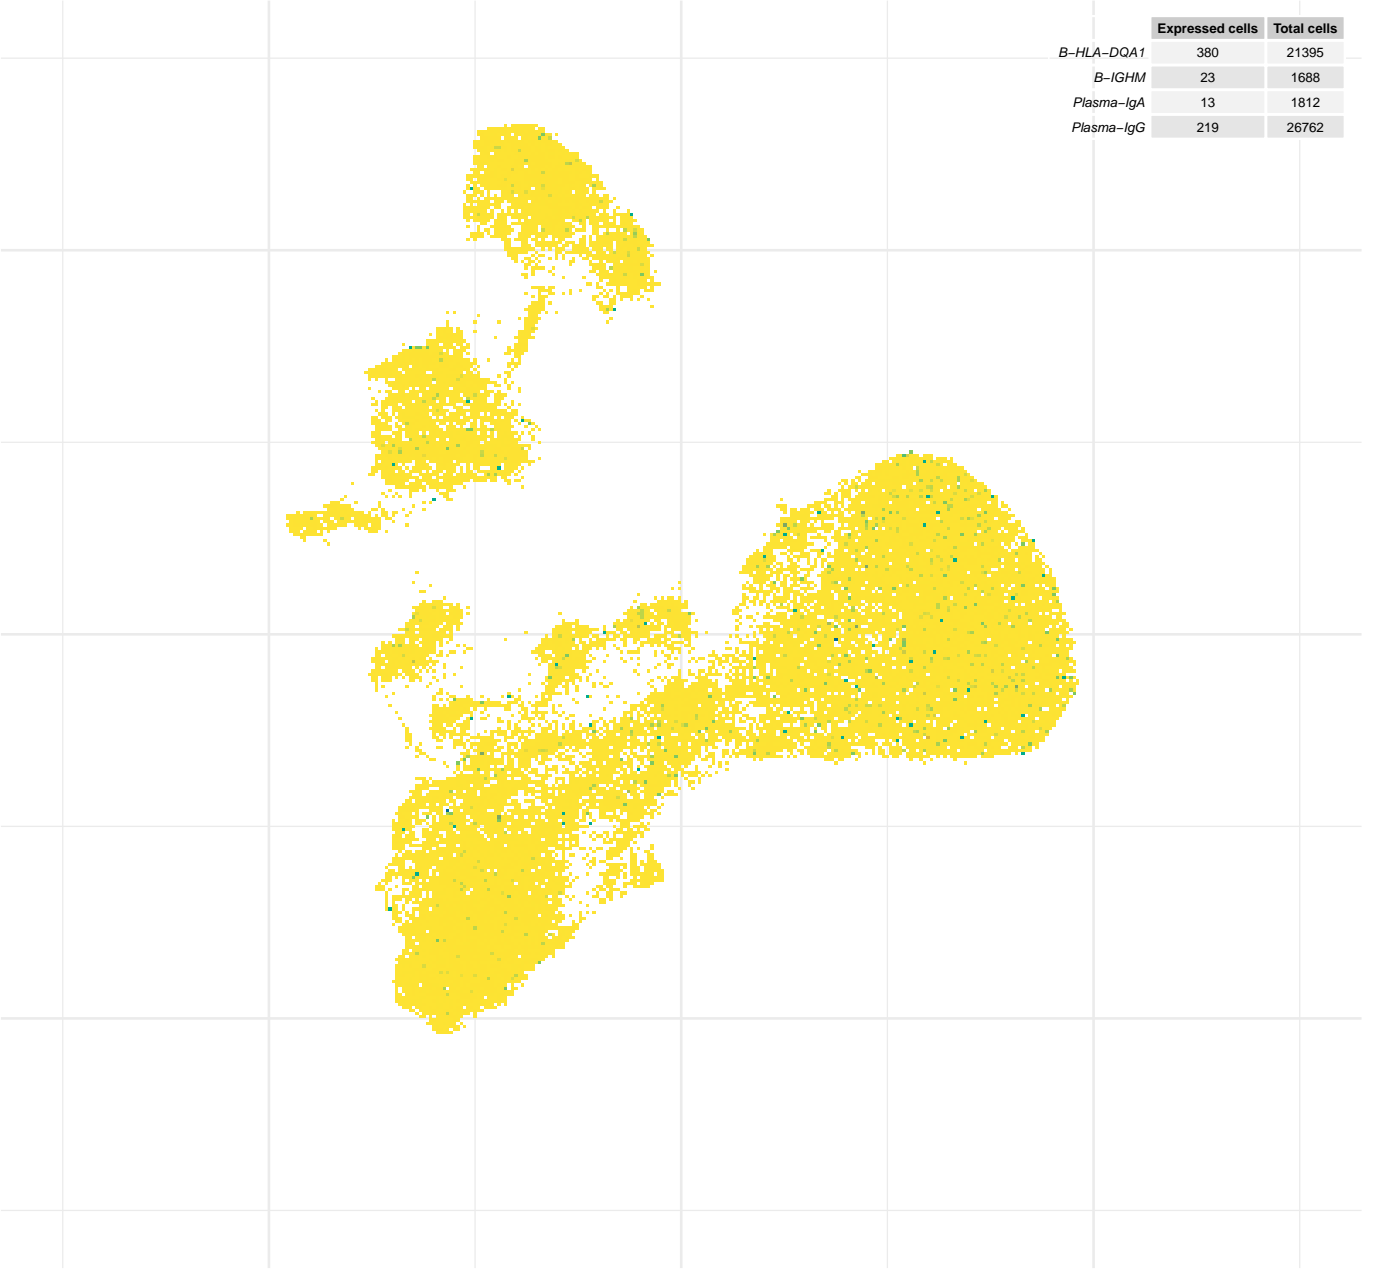 Expressed cells Total cells
B−HLA−DQA1 380 21395
B−IGHM 23 1688
Plasma−IgA 13 1812
Plasma−IgG 219 26762